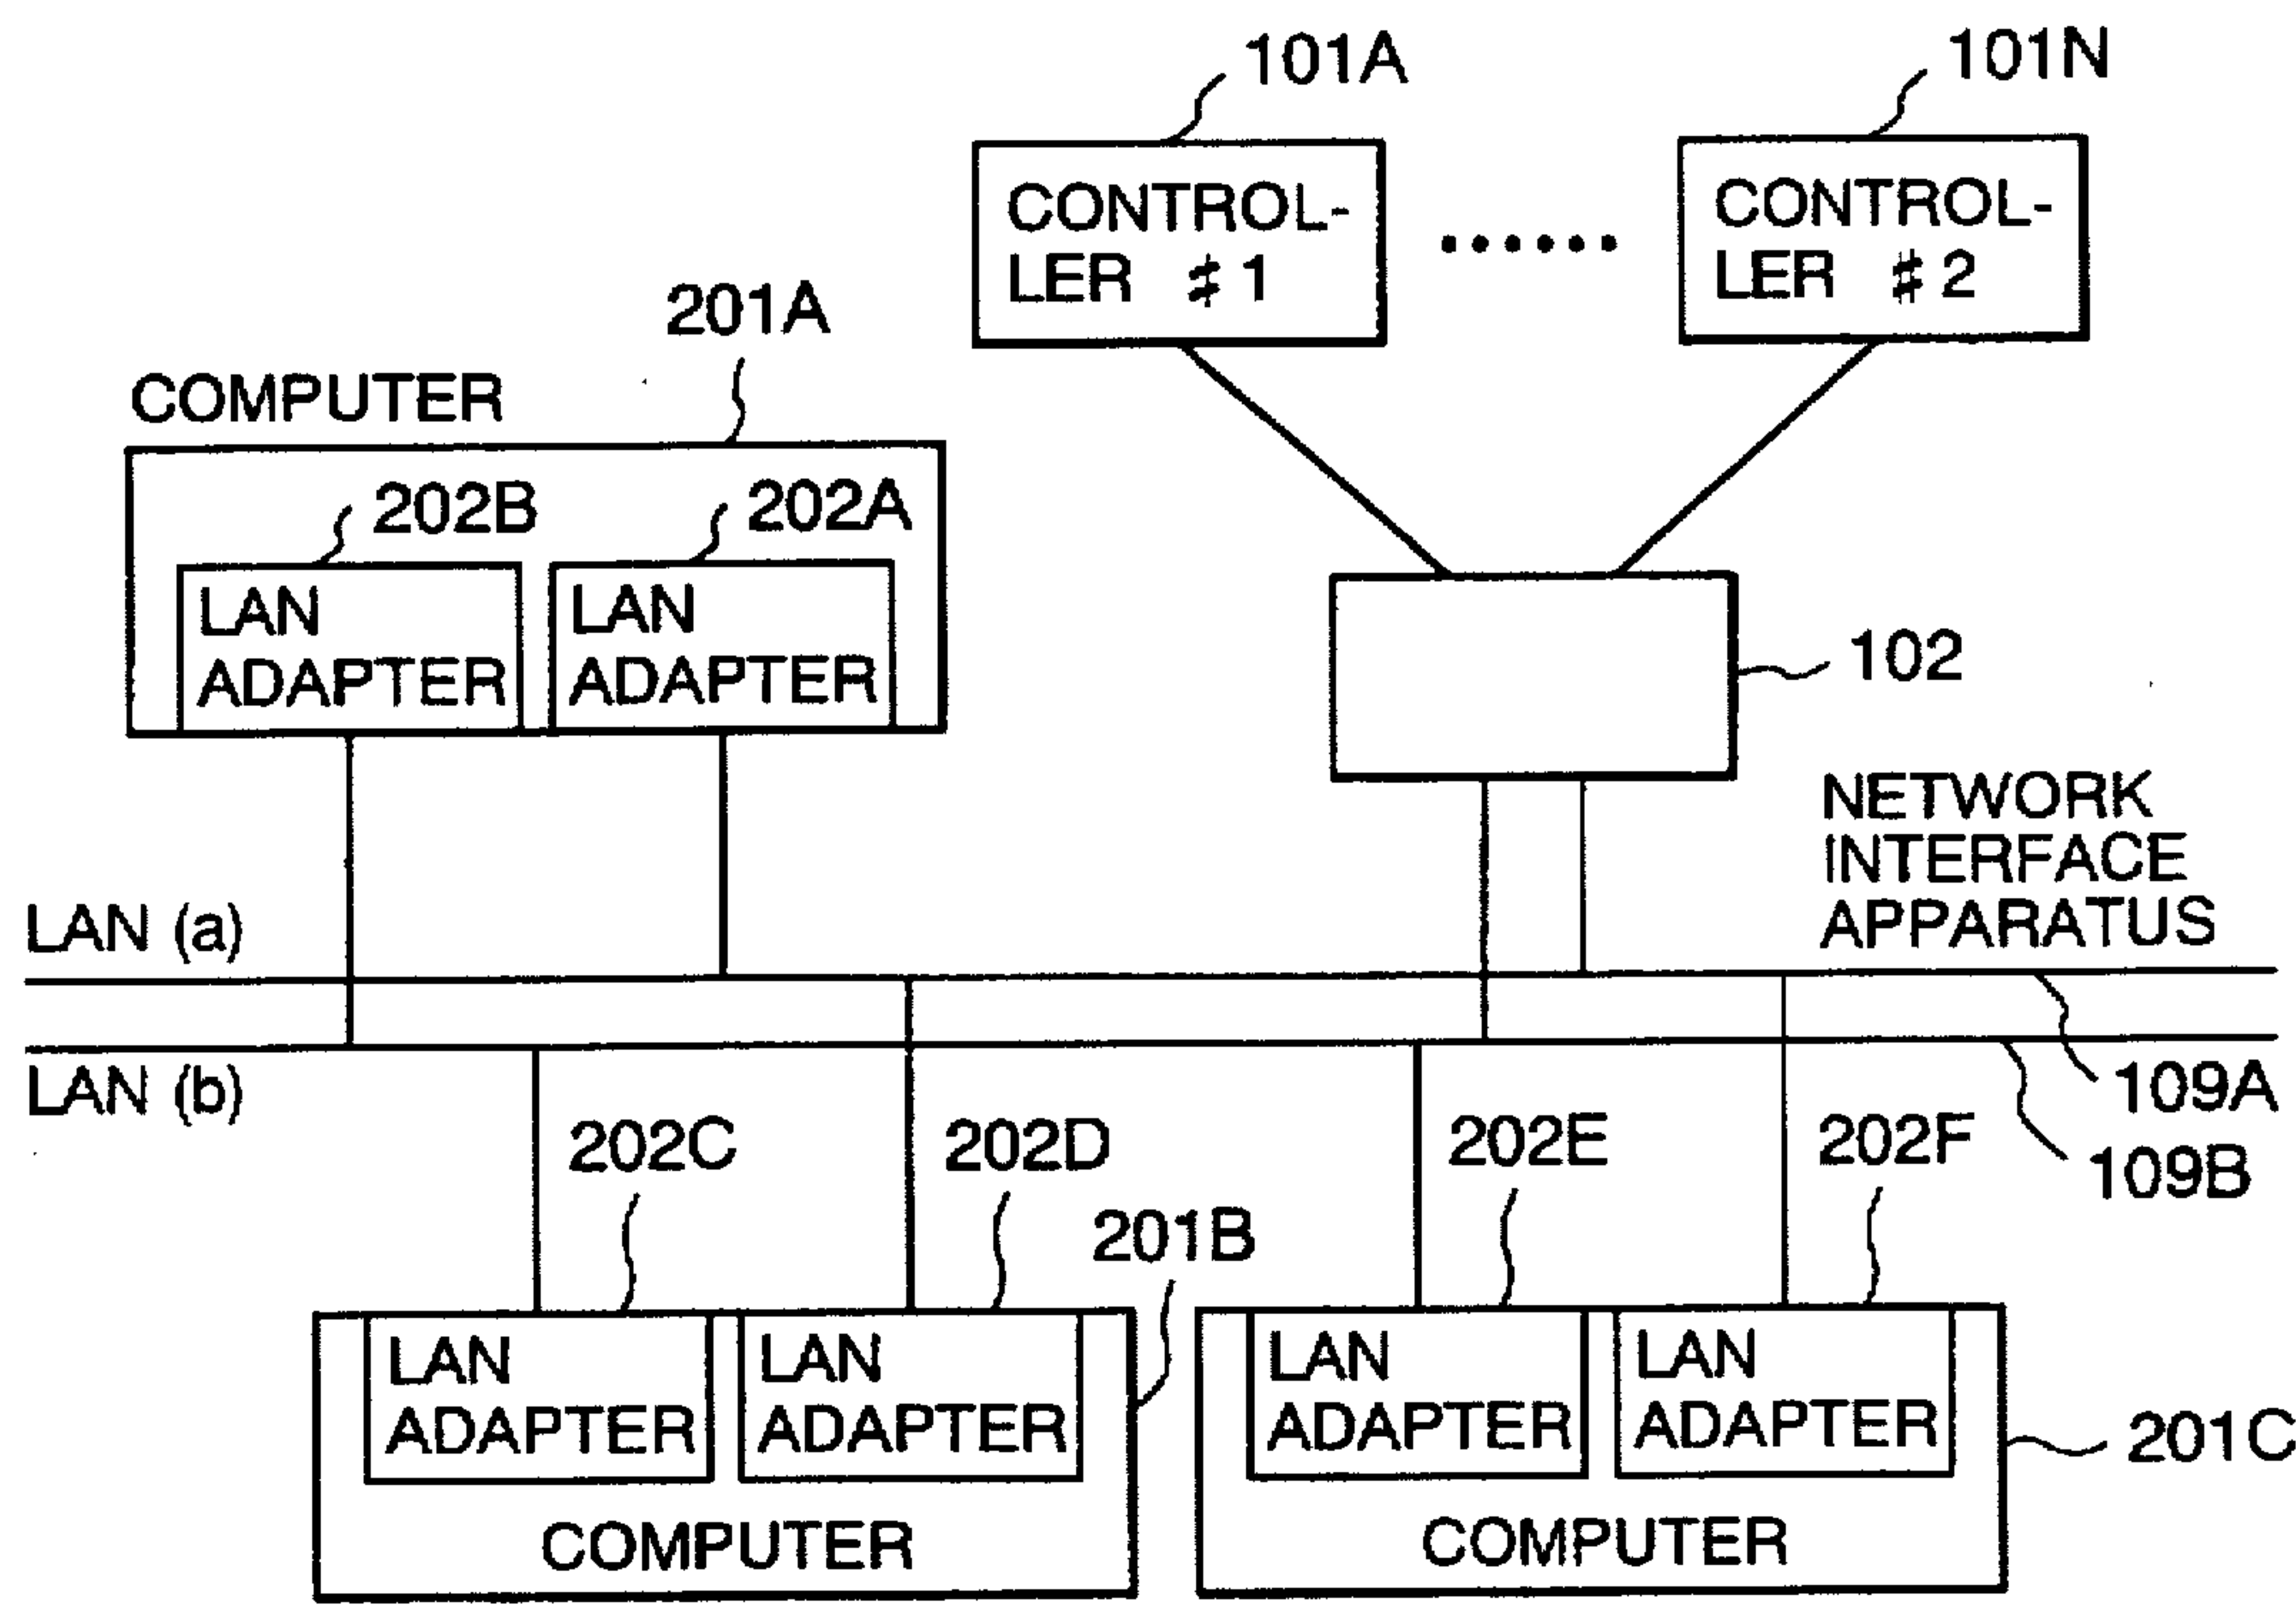 101A
101N
CONTROL-
LER #1
CONTROL-
LER #2
201A
COMPUTER
202B
202A
LAN
ADAPTER
LAN
ADAPTER
102
NETWORK
INTERFACE
APPARATUS
LAN (a)
LAN (b)
109A
109B
202C
202D
202E
202F
201B
LAN
ADAPTER
LAN
ADAPTER
COMPUTER
LAN
ADAPTER
LAN
ADAPTER
COMPUTER
201C